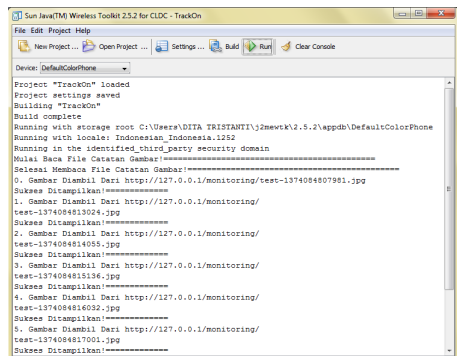 Sun Java(TM) Wireless Toolkit 2.5.2 for CLDC - TrackOn
File Edit Project Help
New Project ... Open Project ... Settings ... Build Run Clear Console
Device: DefaultColorPhone
Project "TrackOn" loaded
Project settings saved
Building "TrackOn"
Build complete
Running with storage root C:\Users\DITA TRISTANTI\j2mewtk\2.5.2\appdb\DefaultColorPhone
Running with locale: Indonesian_Indonesia.1252
Running in the identified_third_party security domain
Mulai Baca File Catatan Gambar!==========================================
Selesai Membaca File Catatan Gambar!==========================================
0. Gambar Diambil Dari http://127.0.0.1/monitoring/test-1374084807981.jpg
Sukses Ditampilkan!=============
1. Gambar Diambil Dari http://127.0.0.1/monitoring/
test-1374084813024.jpg
Sukses Ditampilkan!=============
2. Gambar Diambil Dari http://127.0.0.1/monitoring/
test-1374084814055.jpg
Sukses Ditampilkan!=============
3. Gambar Diambil Dari http://127.0.0.1/monitoring/
test-1374084815136.jpg
Sukses Ditampilkan!=============
4. Gambar Diambil Dari http://127.0.0.1/monitoring/
test-1374084816032.jpg
Sukses Ditampilkan!=============
5. Gambar Diambil Dari http://127.0.0.1/monitoring/
test-1374084817001.jpg
Sukses Ditampilkan!=============